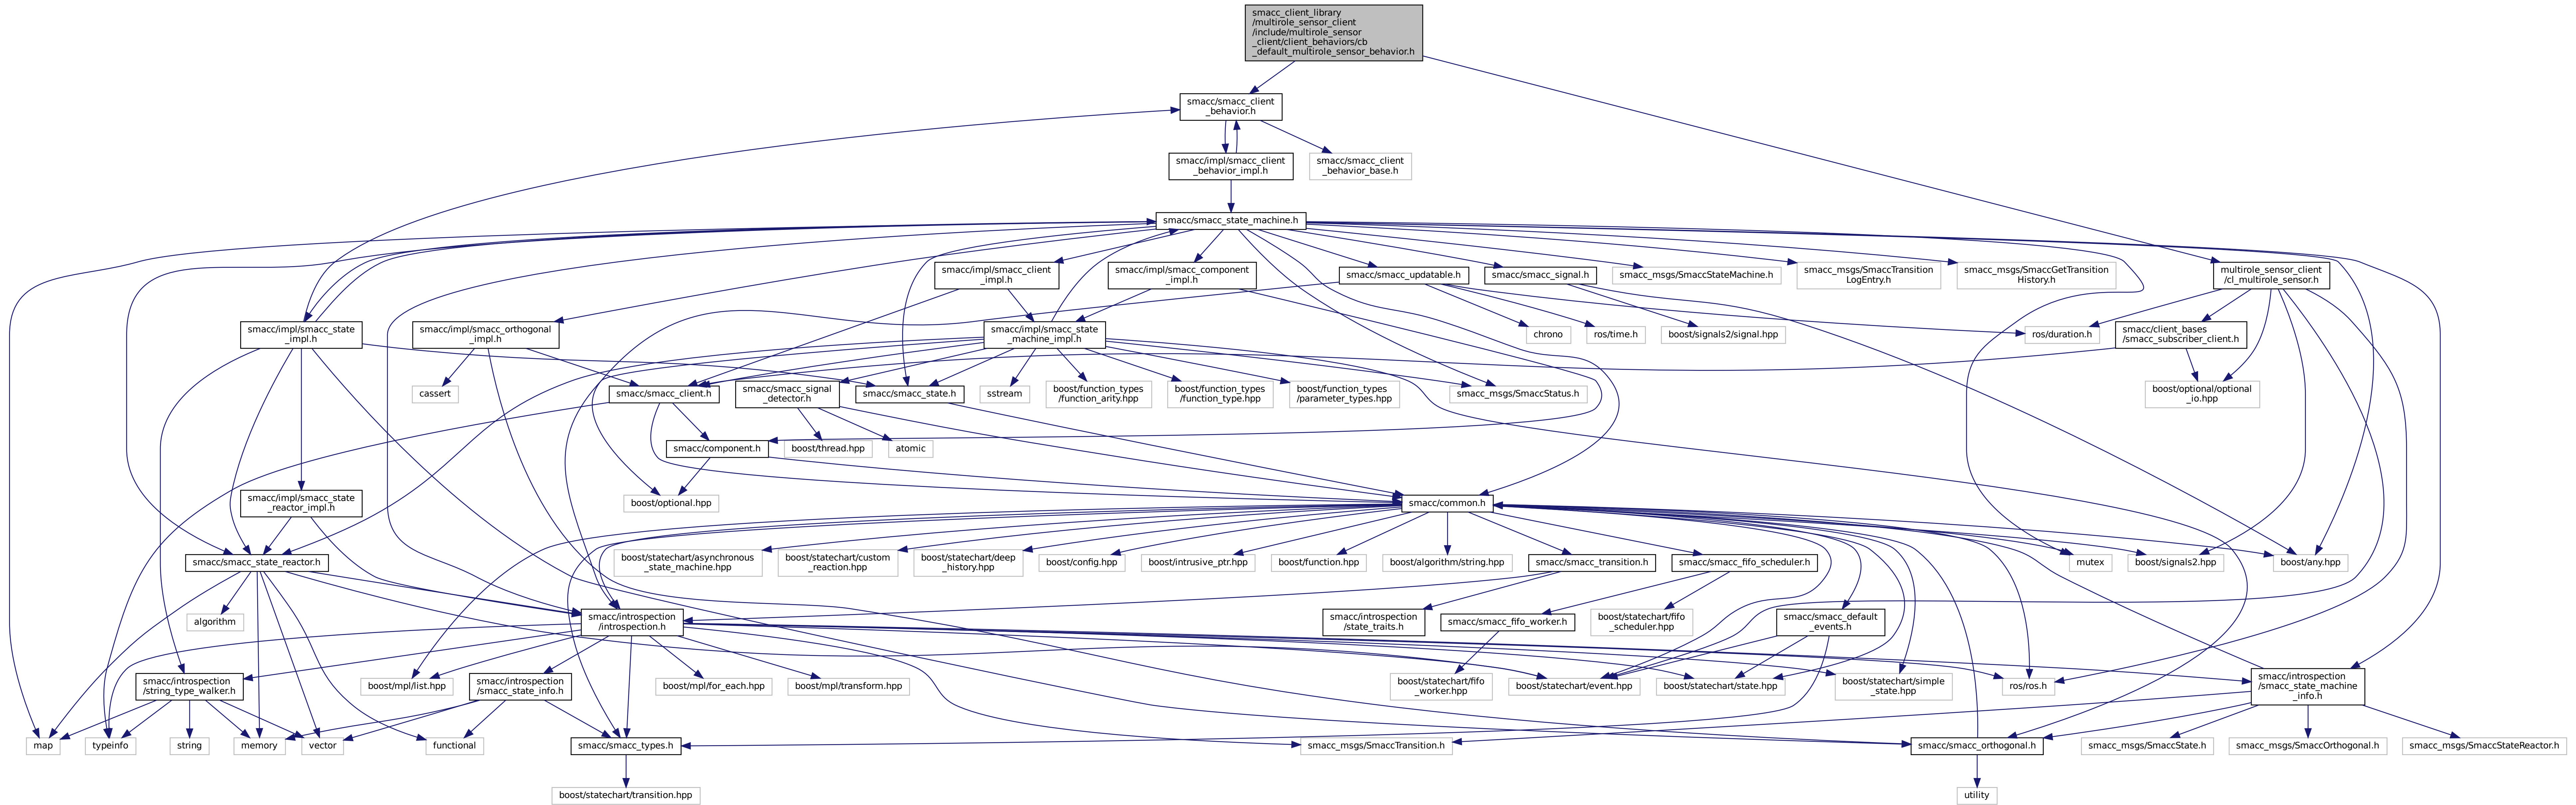 smacc_client_library
/multirole_sensor_client
/include/multirole_sensor
_client/client_behaviors/cb
_default_multirole_sensor_behavior.h
smacc/smacc_client
_behavior.h
smacc/impl/smacc_client
_behavior_impl.h
smacc/smacc_client
_behavior_base.h
smacc/smacc_state_machine.h
smacc/impl/smacc_client
_impl.h
smacc/impl/smacc_component
_impl.h
smacc/smacc_updatable.h
smacc/smacc_signal.h
smacc_msgs/SmaccStateMachine.h
smacc_msgs/SmaccTransition
LogEntry.h
smacc_msgs/SmaccGetTransition
History.h
multirole_sensor_client
/cl_multirole_sensor.h
smacc/impl/smacc_state
_impl.h
smacc/impl/smacc_orthogonal
_impl.h
smacc/impl/smacc_state
_machine_impl.h
chrono
ros/time.h
boost/signals2/signal.hpp
ros/duration.h
smacc/client_bases
/smacc_subscriber_client.h
cassert
smacc/smacc_client.h
smacc/smacc_signal
_detector.h
smacc/smacc_state.h
sstream
boost/function_types
/function_arity.hpp
boost/function_types
/function_type.hpp
boost/function_types
/parameter_types.hpp
smacc_msgs/SmaccStatus.h
boost/optional/optional
_io.hpp
smacc/component.h
boost/thread.hpp
atomic
smacc/impl/smacc_state
_reactor_impl.h
boost/optional.hpp
smacc/common.h
smacc/smacc_state_reactor.h
boost/statechart/asynchronous
_state_machine.hpp
boost/statechart/custom
_reaction.hpp
boost/statechart/deep
_history.hpp
boost/config.hpp
boost/intrusive_ptr.hpp
boost/function.hpp
boost/algorithm/string.hpp
smacc/smacc_transition.h
smacc/smacc_fifo_scheduler.h
mutex
boost/signals2.hpp
boost/any.hpp
algorithm
smacc/introspection
/introspection.h
smacc/introspection
/state_traits.h
smacc/smacc_fifo_worker.h
boost/statechart/fifo
_scheduler.hpp
smacc/smacc_default
_events.h
smacc/introspection
/string_type_walker.h
boost/mpl/list.hpp
smacc/introspection
/smacc_state_info.h
boost/mpl/for_each.hpp
boost/mpl/transform.hpp
boost/statechart/fifo
_worker.hpp
boost/statechart/event.hpp
boost/statechart/state.hpp
boost/statechart/simple
_state.hpp
ros/ros.h
smacc/introspection
/smacc_state_machine
_info.h
map
typeinfo
string
memory
vector
functional
smacc/smacc_types.h
smacc_msgs/SmaccTransition.h
smacc/smacc_orthogonal.h
smacc_msgs/SmaccState.h
smacc_msgs/SmaccOrthogonal.h
smacc_msgs/SmaccStateReactor.h
boost/statechart/transition.hpp
utility